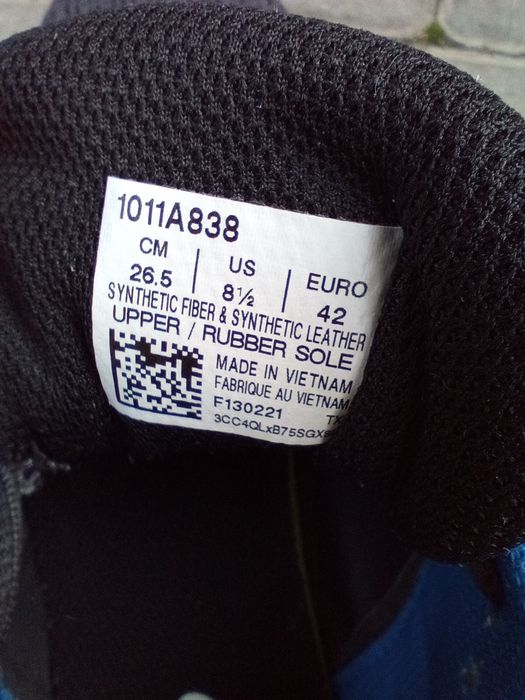 1011A838
CM | US | EURO
26.5 | 8½ | 42
SYNTHETIC FIBER & SYNTHETIC LEATHER
UPPER / RUBBER SOLE
MADE IN VIETNAM
FABRIQUE AU VIETNAM
F130221